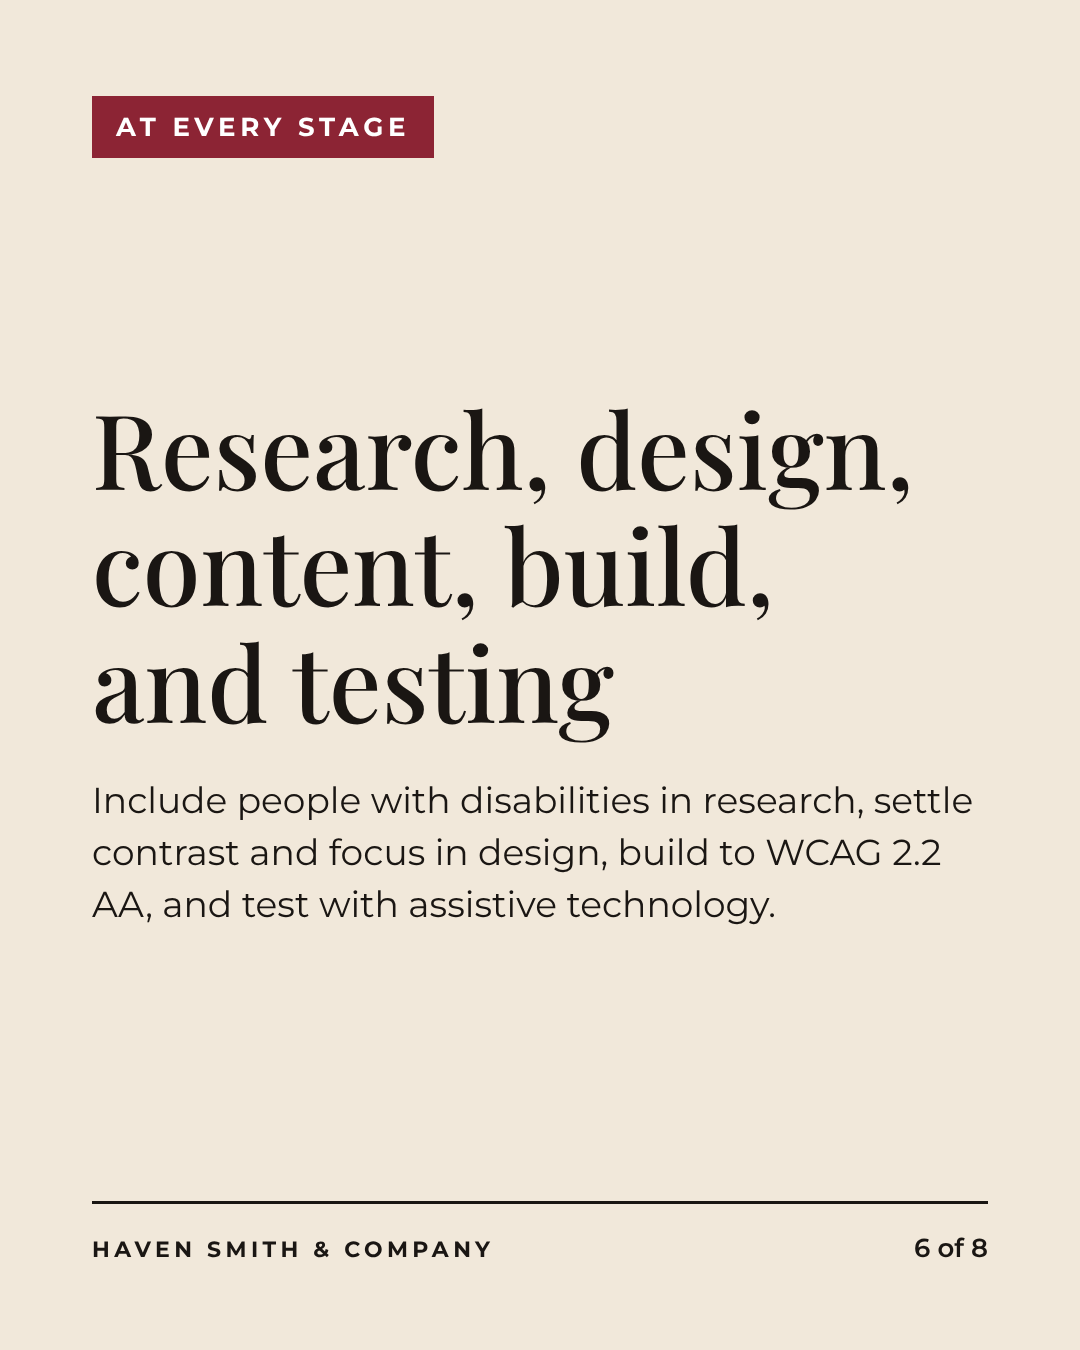 AT EVERY STAGE
Research, design,
content, build,
and testing
Include people with disabilities in research, settle
contrast and focus in design, build to WCAG 2.2
AA, and test with assistive technology.
HAVEN SMITH & COMPANY
6 of 8